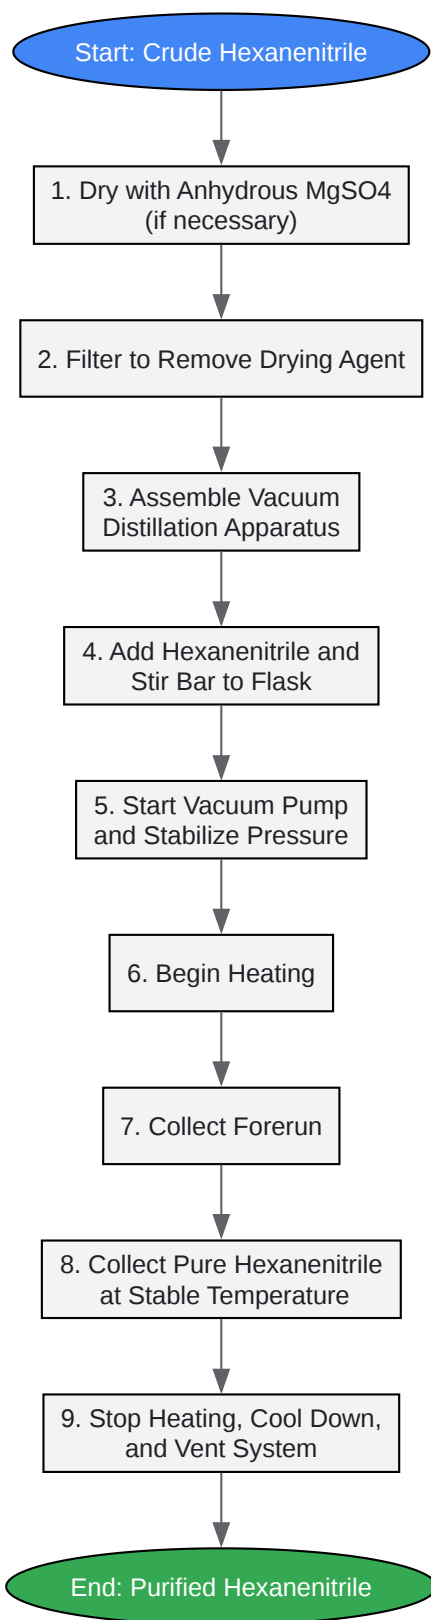 Start: Crude Hexanenitrile
1. Dry with Anhydrous MgSO4
(if necessary)
2. Filter to Remove Drying Agent
3. Assemble Vacuum
Distillation Apparatus
4. Add Hexanenitrile and
Stir Bar to Flask
5. Start Vacuum Pump
and Stabilize Pressure
6. Begin Heating
7. Collect Forerun
8. Collect Pure Hexanenitrile
at Stable Temperature
9. Stop Heating, Cool Down,
and Vent System
End: Purified Hexanenitrile